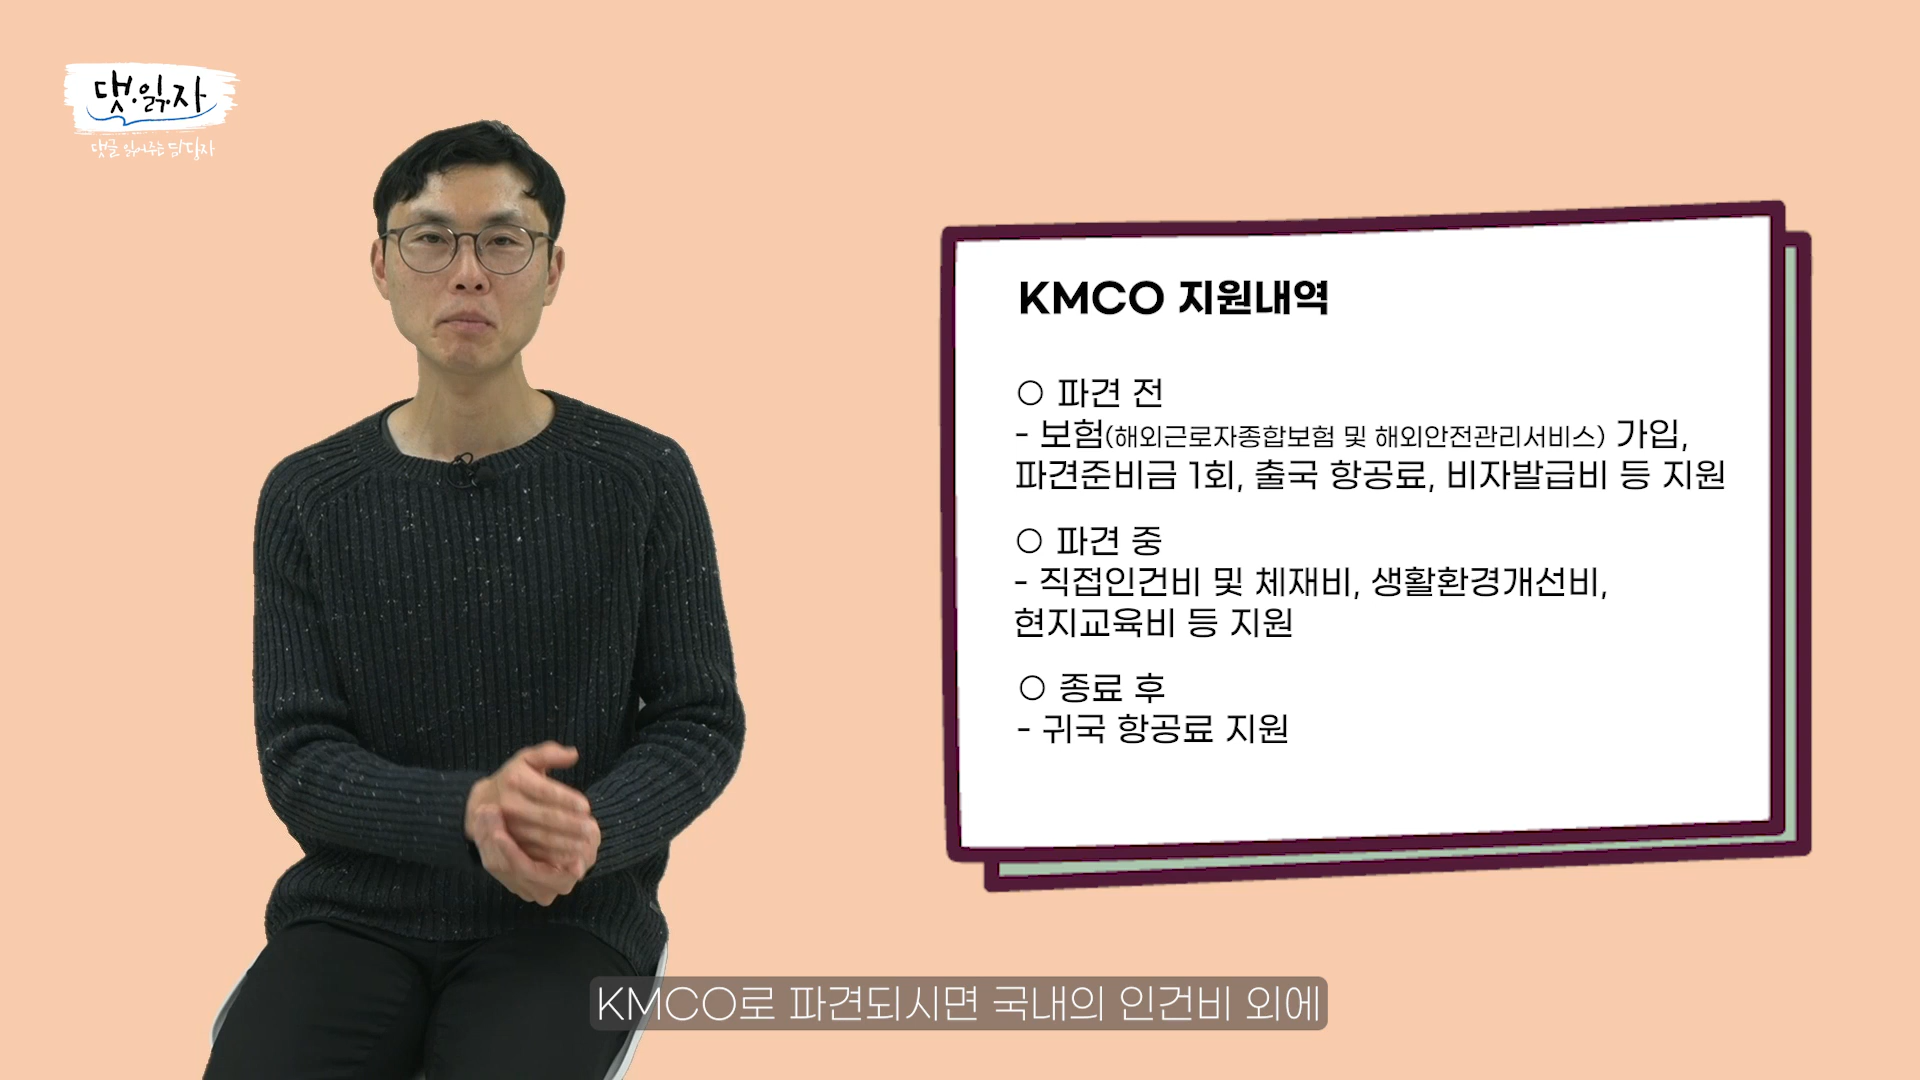 댓읽자
댓글 읽어주는 담당자
KMCO 지원내역
○ 파견 전
- 보험(해외근로자종합보험 및 해외안전관리서비스) 가입,
파견준비금 1회, 출국 항공료, 비자발급비 등 지원
○ 파견 중
- 직접인건비 및 체재비, 생활환경개선비,
현지교육비 등 지원
○ 종료 후
- 귀국 항공료 지원
KMCO로 파견되시면 국내의 인건비 외에